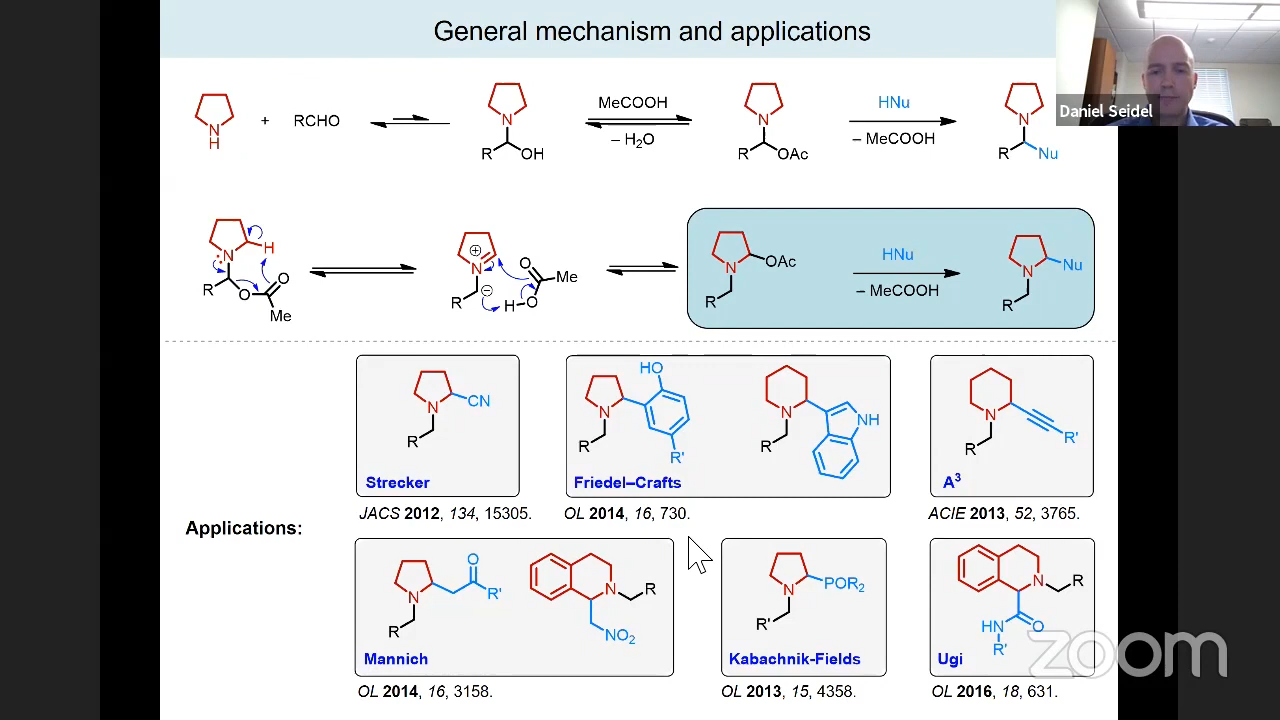 General mechanism and applications
Daniel Seidel
N
H
+
RCHO
N
R
OH
MeCOOH
– H2O
N
R
OAc
HNu
– MeCOOH
N
R
Nu
H
N
R
O
O
Me
N
R
O
Me
H
O
N
OAc
R
HNu
– MeCOOH
N
Nu
R
N
CN
R
Strecker
JACS 2012, 134, 15305.
HO
N
R
R'
N
R
NH
Friedel–Crafts
OL 2014, 16, 730.
N
R
R'
A3
ACIE 2013, 52, 3765.
Applications:
O
N
R'
R
N
R
NO2
Mannich
OL 2014, 16, 3158.
N
POR2
R'
Kabachnik-Fields
OL 2013, 15, 4358.
N
R
HN
O
R'
Ugi
OL 2016, 18, 631.
zoom